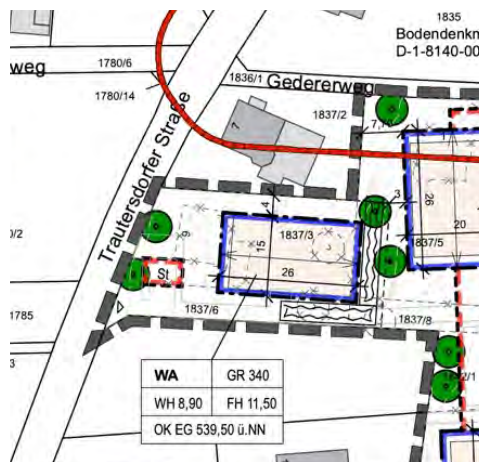 1835
Bodendenkm
D-1-8140-00
weg
1780/6
1836/1
Gedererweg
1780/14
1837/2
7
Trautersdorfer Straße
3
26
4
9
15
1837/3
20
1837/5
0/2
St
26
1837/6
1837/8
1785
3
WA GR 340
WH 8,90 FH 11,50
OK EG 539,50 ü.NN